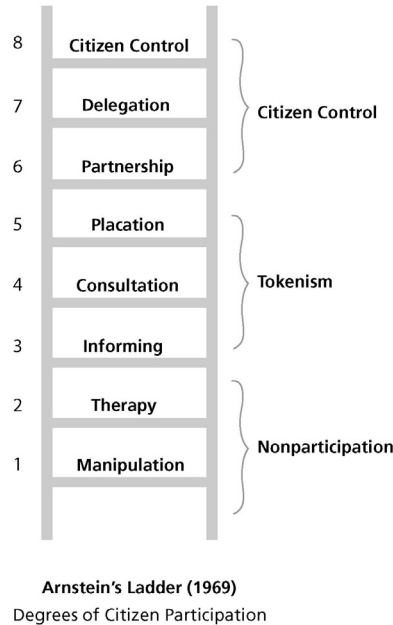 8 Citizen Control
7 Delegation
Citizen Control
6 Partnership
5 Placation
4 Consultation
Tokenism
3 Informing
2 Therapy
Nonparticipation
1 Manipulation
Arnstein's Ladder (1969)
Degrees of Citizen Participation